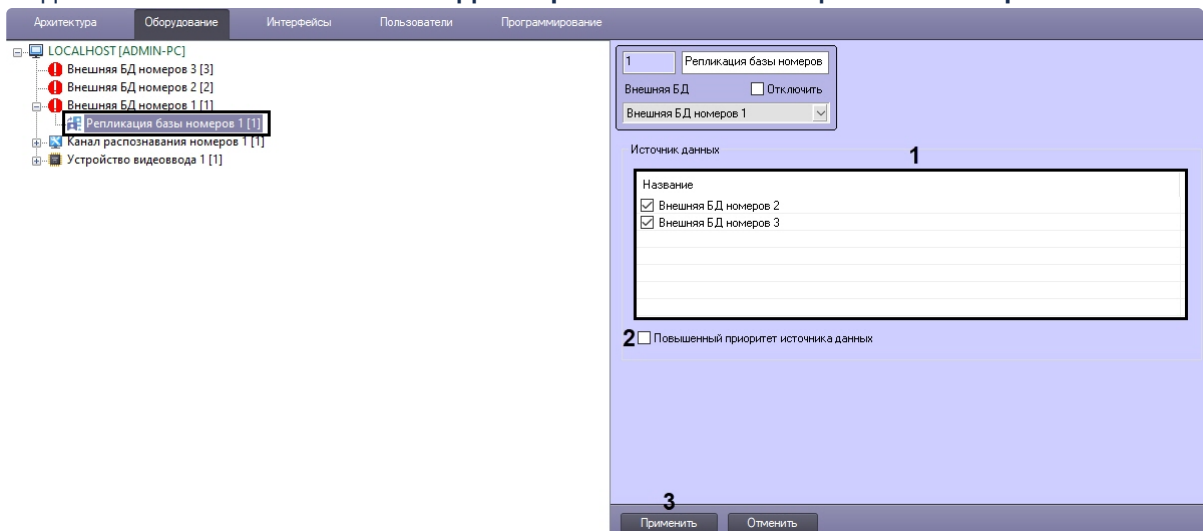 Архитектура Оборудование Интерфейсы Пользователи Программирование
LOCALHOST [ADMIN-PC]
Внешняя БД номеров 3 [3]
Внешняя БД номеров 2 [2]
Внешняя БД номеров 1 [1]
Репликация базы номеров 1 [1]
Канал распознавания номеров 1 [1]
Устройство видеоввода 1 [1]
1 Репликация базы номеров
Внешняя БД Отключить
Внешняя БД номеров 1
Источник данных 1
Название
Внешняя БД номеров 2
Внешняя БД номеров 3
2 Повышенный приоритет источника данных
3
Применить Отменить